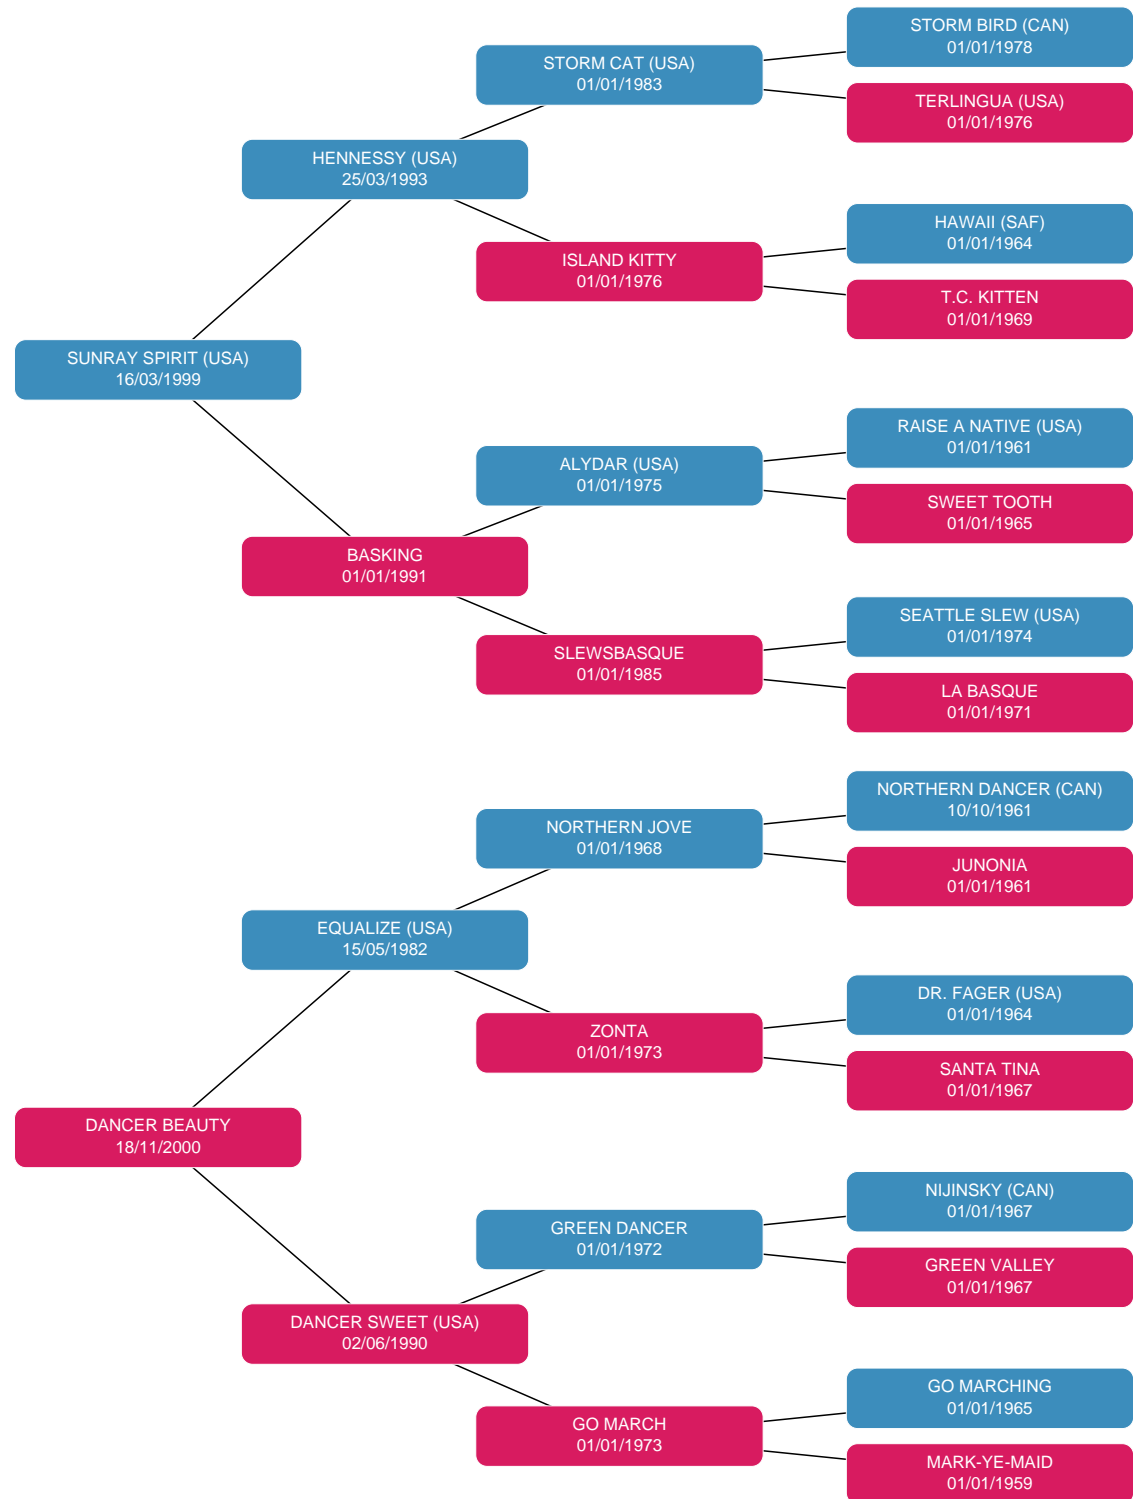 STORM BIRD (CAN)
01/01/1978
STORM CAT (USA)
01/01/1983
TERLINGUA (USA)
01/01/1976
HENNESSY (USA)
25/03/1993
HAWAII (SAF)
01/01/1964
ISLAND KITTY
01/01/1976
T.C. KITTEN
01/01/1969
SUNRAY SPIRIT (USA)
16/03/1999
RAISE A NATIVE (USA)
01/01/1961
ALYDAR (USA)
01/01/1975
SWEET TOOTH
01/01/1965
BASKING
01/01/1991
SEATTLE SLEW (USA)
01/01/1974
SLEWSBASQUE
01/01/1985
LA BASQUE
01/01/1971
NORTHERN DANCER (CAN)
10/10/1961
NORTHERN JOVE
01/01/1968
JUNONIA
01/01/1961
EQUALIZE (USA)
15/05/1982
DR. FAGER (USA)
01/01/1964
ZONTA
01/01/1973
SANTA TINA
01/01/1967
DANCER BEAUTY
18/11/2000
NIJINSKY (CAN)
01/01/1967
GREEN DANCER
01/01/1972
GREEN VALLEY
01/01/1967
DANCER SWEET (USA)
02/06/1990
GO MARCHING
01/01/1965
GO MARCH
01/01/1973
MARK-YE-MAID
01/01/1959